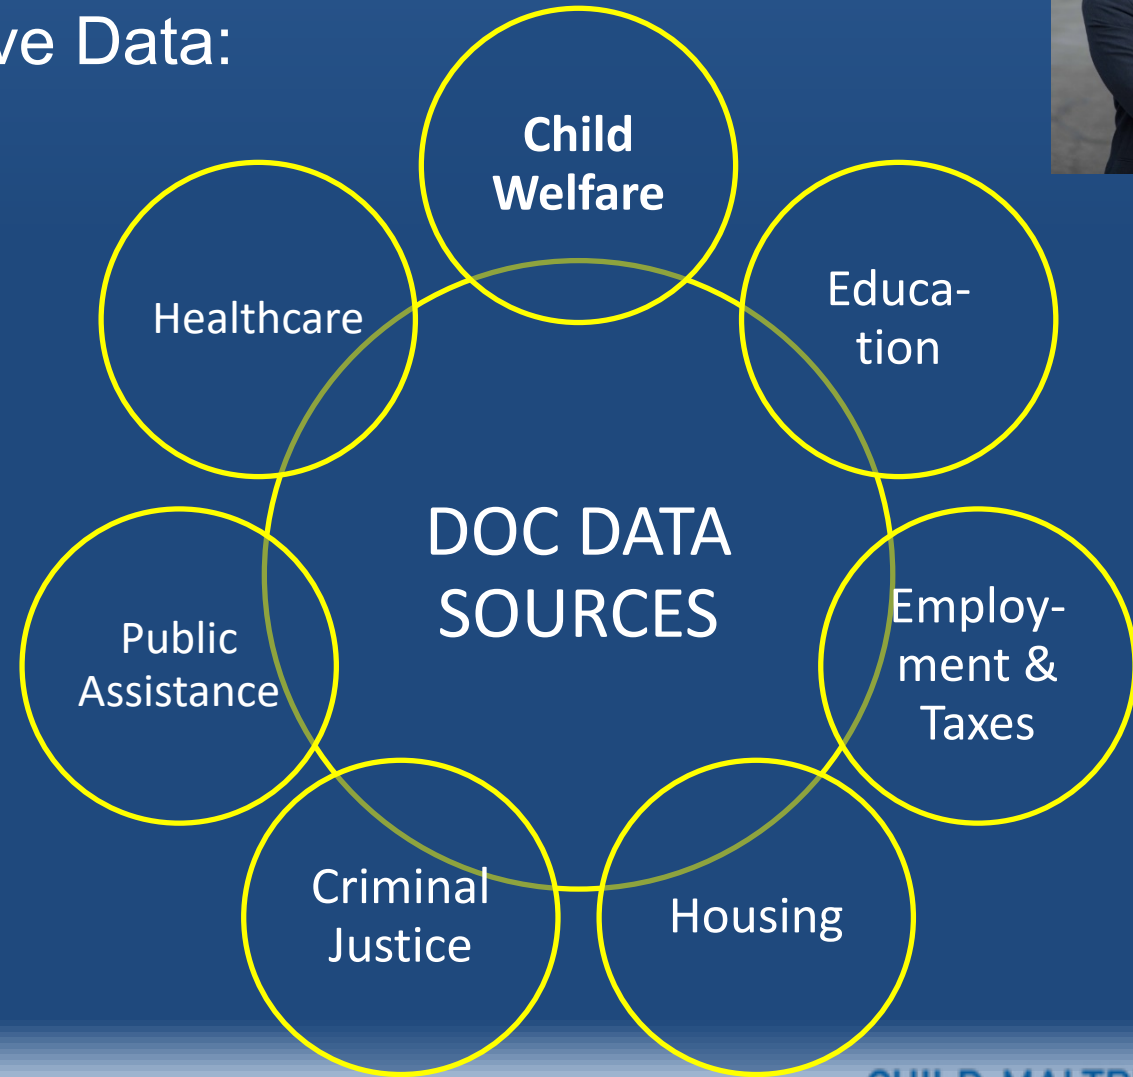 ve Data:
Child
Welfare
Healthcare
Educa-
tion
DOC DATA
SOURCES
Public
Assistance
Employ-
ment &
Taxes
Criminal
Justice
Housing